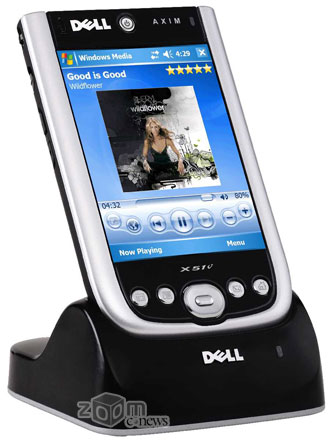 DELL
AXIM
Windows Media
4:29
Good is Good
Wildflower
wildflower
04:32
80%
Now Playing
Menu
X51v
DELL
ZOOM
e.news